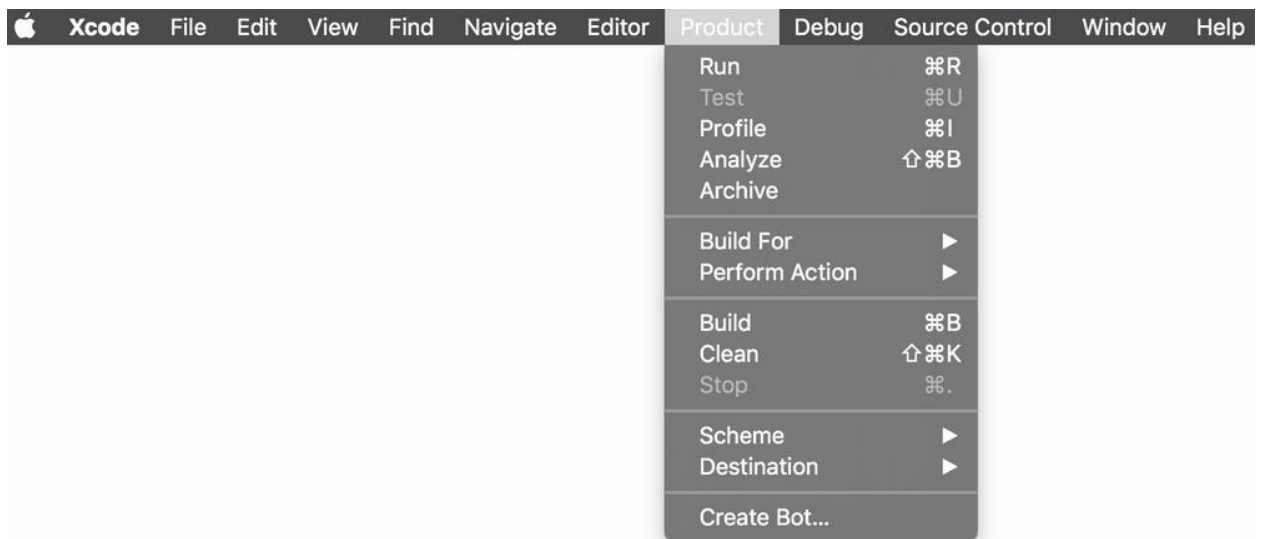 Xcode File Edit View Find Navigate Editor Product Debug Source Control Window Help
Run ⌘R
Test ⌘U
Profile ⌘I
Analyze ⇧⌘B
Archive
Build For ▶
Perform Action ▶
Build ⌘B
Clean ⇧⌘K
Stop ⌘.
Scheme ▶
Destination ▶
Create Bot...